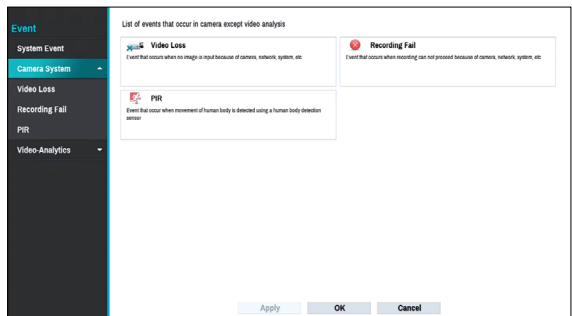 Event
System Event
Camera System
Video Loss
Recording Fail
PIR
Video-Analytics
List of events that occur in camera except video analysis
Video Loss
Event that occurs when no image is input because of camera, network, system, etc
Recording Fail
Event that occurs when recording can not proceed because of camera, network, system, etc
PIR
Event that occur when movement of human body is detected using a human body detection
sensor
Apply
OK
Cancel